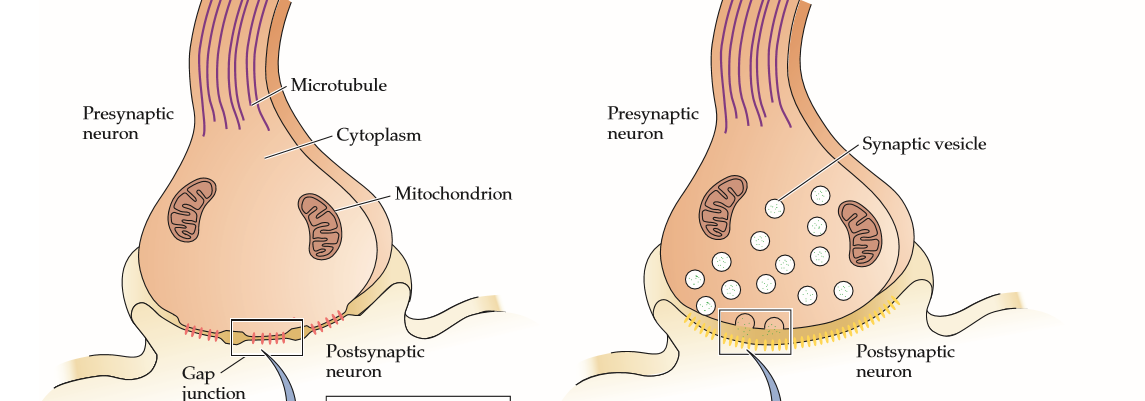 Microtubule
Presynaptic
neuron
Cytoplasm
Mitochondrion
Gap
junction
Postsynaptic
neuron
Presynaptic
neuron
Synaptic vesicle
Postsynaptic
neuron